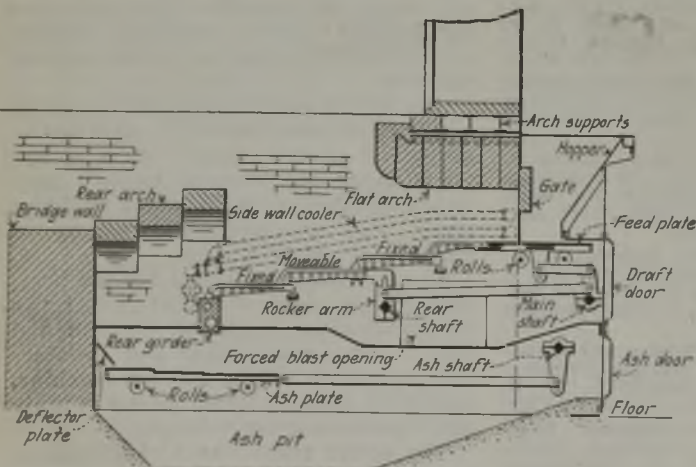 Arch supports
Hopper
Rear arch
Bridge wall
Flat arch
Gate
Side wall cooler
Feed plate
Fixed
Moveable
Rolls
Fixed
Draft
door
Rocker arm
Rear
shaft
Main
shaft
Rear girder
Forced blast opening
Ash shaft
Ash door
Rolls
Ash plate
Deflector
plate
Floor
Ash pit